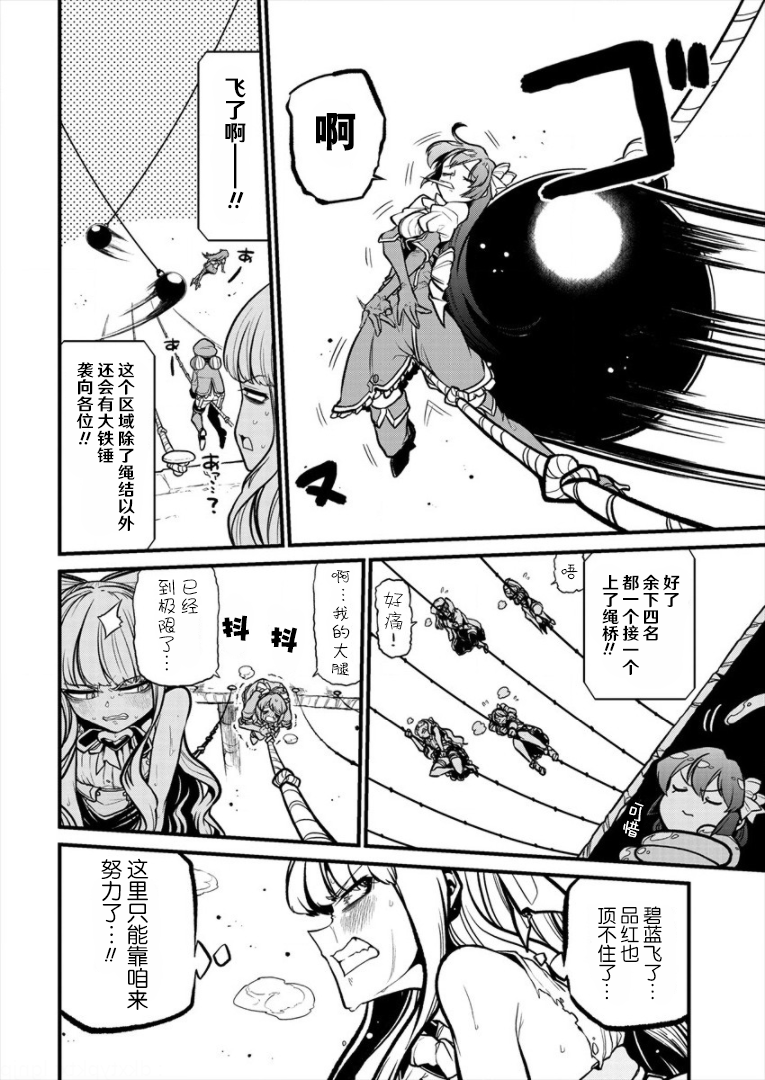 ゴ
啊
ヌ
飞了啊——!!
あ
あ…
あァ…?
这个区域除了绳结以外
还会有大铁锤
袭向各位!!
好了
余下四名
都一个接一个
上了绳桥!!
唔
好痛!
可惜
啊…我的大腿
抖
抖
已经
到极限了…
碧蓝飞了…
品红也
顶不住了…
这里只能靠咱来
努力了…!!